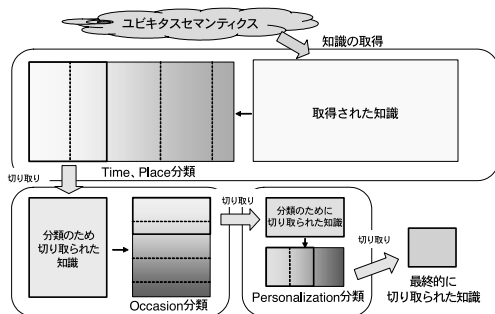 ユビキタスセマンティクス
知識の取得
取得された知識
Time、Place分類
切り取り
分類のため
切り取られた
知識
Occasion分類
切り取り
分類のために
切り取られた知識
Personalization分類
切り取り
最終的に
切り取られた知識